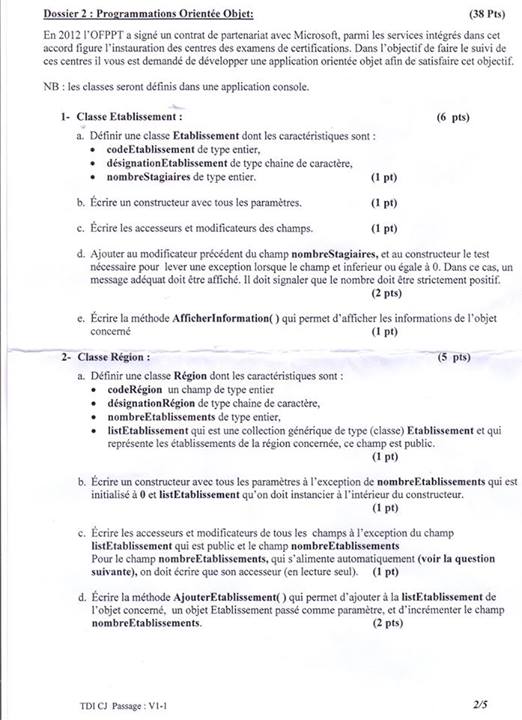 Dossier 2 : Programmations Orientée Objet: (38 Pts)
En 2012 l'OFPPT a signé un contrat de partenariat avec Microsoft, parmi les services intégrés dans cet
accord figure l'instauration des centres des examens de certifications. Dans l'objectif de faire le suivi de
ces centres il vous est demandé de développer une application orientée objet afin de satisfaire cet objectif.
NB : les classes seront définis dans une application console.
1- Classe Etablissement : (6 pts)
a. Définir une classe Etablissement dont les caractéristiques sont :
• codeEtablissement de type entier,
• désignationEtablissement de type chaine de caractère,
• nombreStagiaires de type entier. (1 pt)
b. Écrire un constructeur avec tous les paramètres. (1 pt)
c. Écrire les accesseurs et modificateurs des champs. (1 pt)
d. Ajouter au modificateur précédent du champ nombreStagiaires, et au constructeur le test
nécessaire pour lever une exception lorsque le champ et inferieur ou égale à 0. Dans ce cas, un
message adéquat doit être affiché. Il doit signaler que le nombre doit être strictement positif.
(2 pts)
e. Écrire la méthode AfficherInformation( ) qui permet d'afficher les informations de l'objet
concerné (1 pt)
2- Classe Région : (5 pts)
a. Définir une classe Région dont les caractéristiques sont :
• codeRégion un champ de type entier
• désignationRégion de type chaine de caractère,
• nombreEtablissements de type entier,
• listEtablissement qui est une collection générique de type (classe) Etablissement et qui
représente les établissements de la région concernée, ce champ est public.
(1 pt)
b. Écrire un constructeur avec tous les paramètres à l'exception de nombreEtablissements qui est
initialisé à 0 et listEtablissement qu'on doit instancier à l'intérieur du constructeur.
(1 pt)
c. Écrire les accesseurs et modificateurs de tous les champs à l'exception du champ
listEtablissement qui est public et le champ nombreEtablissements
Pour le champ nombreEtablissements, qui s'alimente automatiquement (voir la question
suivante), on doit écrire que son accesseur (en lecture seul). (1 pt)
d. Écrire la méthode AjouterEtablissement( ) qui permet d'ajouter à la listEtablissement de
l'objet concerné, un objet Etablissement passé comme paramètre, et d'incrémenter le champ
nombreEtablissements. (2 pts)
TDI CJ Passage : V1-1 2/5